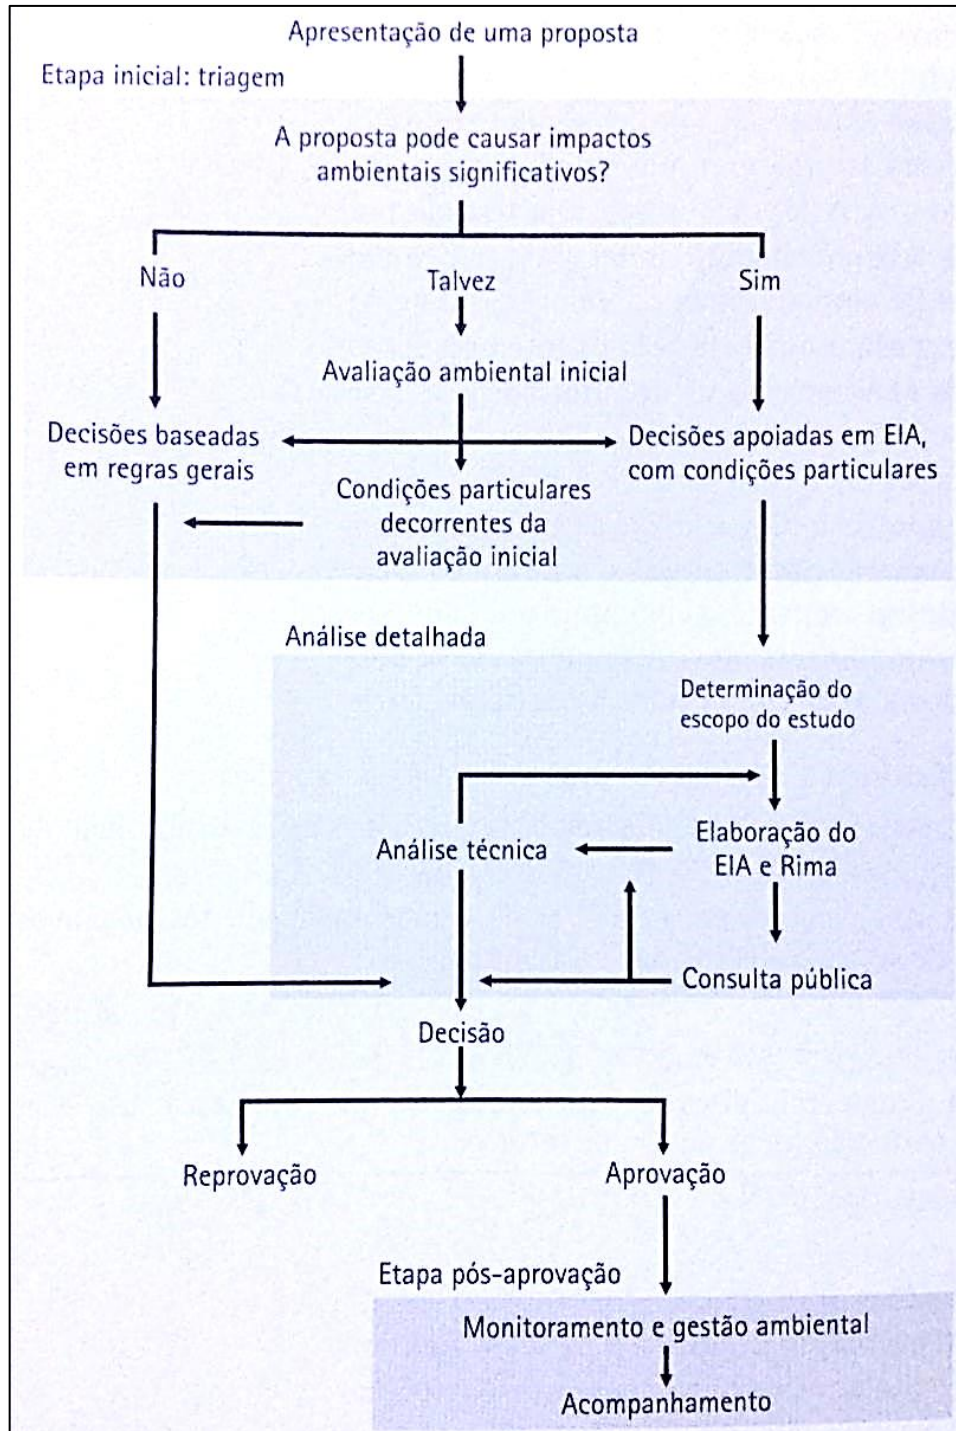 Apresentação de uma proposta
Etapa inicial: triagem
A proposta pode causar impactos
ambientais significativos?
Não
Talvez
Sim
Avaliação ambiental inicial
Decisões baseadas
em regras gerais
Decisões apoiadas em EIA,
com condições particulares
Condições particulares
decorrentes da
avaliação inicial
Análise detalhada
Determinação do
escopo do estudo
Análise técnica
Elaboração do
EIA e Rima
Consulta pública
Decisão
Reprovação
Aprovação
Etapa pós-aprovação
Monitoramento e gestão ambiental
Acompanhamento